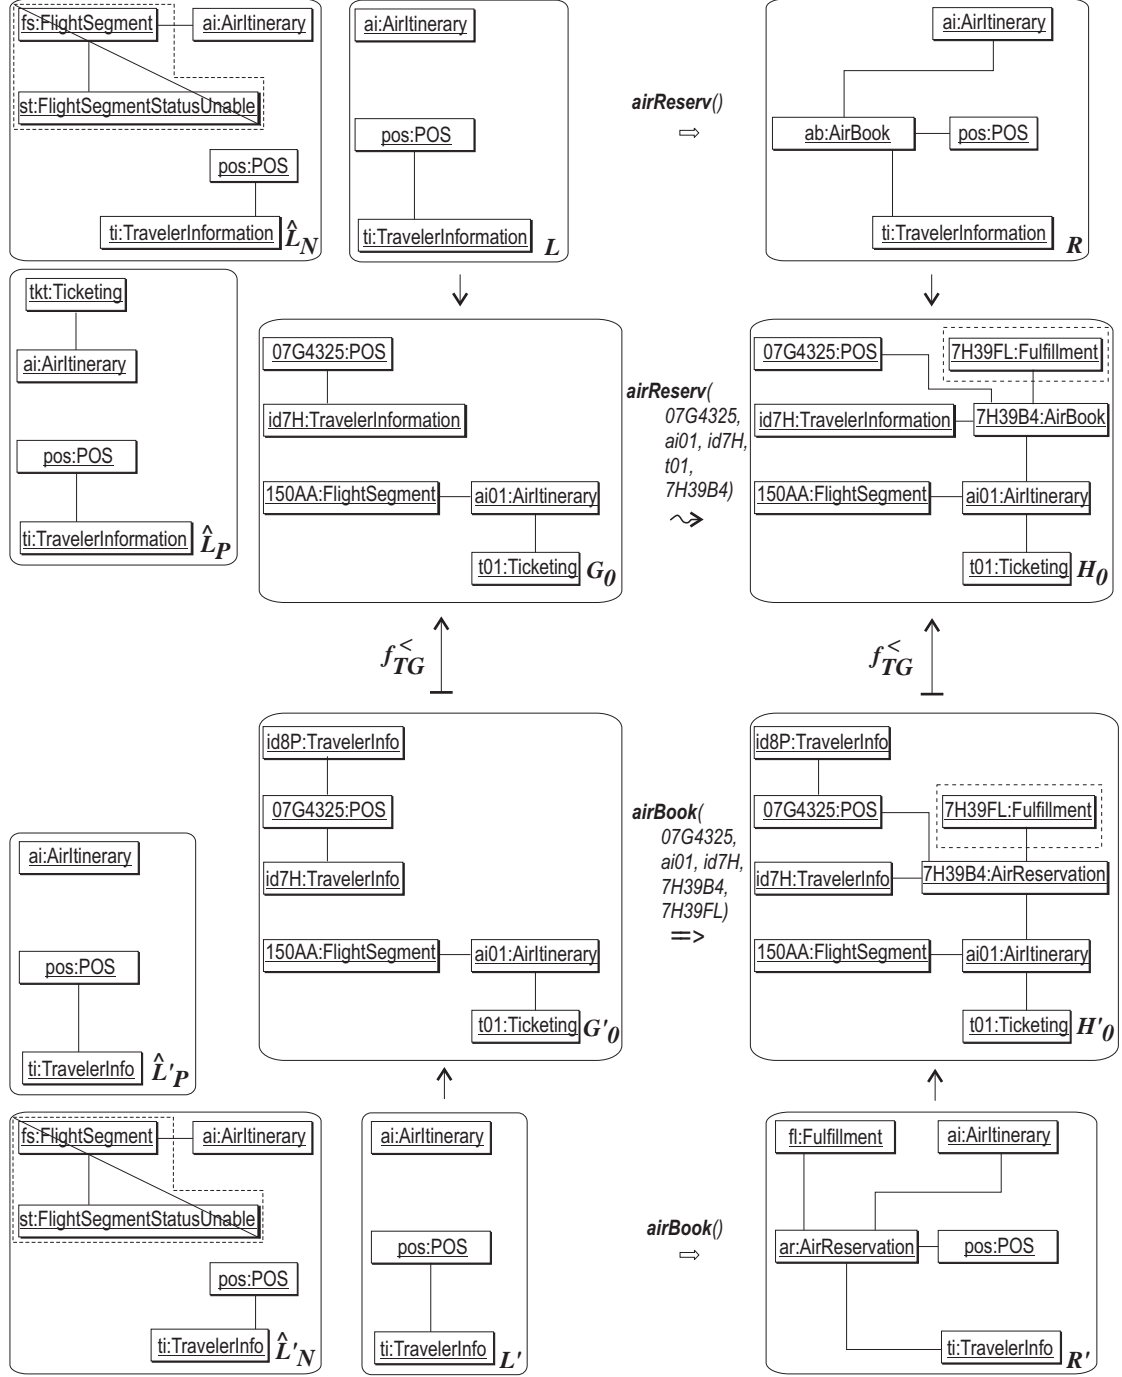 fs:FlightSegment
ai:AirItinerary
st:FlightSegmentStatusUnable
pos:POS
ti:TravelerInformation
L̂N
ai:AirItinerary
pos:POS
ti:TravelerInformation
L
airReserv()
⇨
ai:AirItinerary
ab:AirBook
pos:POS
ti:TravelerInformation
R
tkt:Ticketing
ai:AirItinerary
pos:POS
ti:TravelerInformation
L̂P
07G4325:POS
id7H:TravelerInformation
150AA:FlightSegment
ai01:AirItinerary
t01:Ticketing
G0
airReserv(
07G4325,
ai01, id7H,
t01,
7H39B4)
07G4325:POS
7H39FL:Fulfillment
id7H:TravelerInformation
7H39B4:AirBook
150AA:FlightSegment
ai01:AirItinerary
t01:Ticketing
H0
f<TG
f<TG
ai:AirItinerary
pos:POS
ti:TravelerInfo
L̂'P
id8P:TravelerInfo
07G4325:POS
id7H:TravelerInfo
150AA:FlightSegment
ai01:AirItinerary
t01:Ticketing
G'0
airBook(
07G4325,
ai01, id7H,
7H39B4,
7H39FL)
==>
id8P:TravelerInfo
07G4325:POS
7H39FL:Fulfillment
id7H:TravelerInfo
7H39B4:AirReservation
150AA:FlightSegment
ai01:AirItinerary
t01:Ticketing
H'0
fs:FlightSegment
ai:AirItinerary
st:FlightSegmentStatusUnable
pos:POS
ti:TravelerInfo
L̂'N
ai:AirItinerary
pos:POS
ti:TravelerInfo
L'
airBook()
⇨
fl:Fulfillment
ai:AirItinerary
ar:AirReservation
pos:POS
ti:TravelerInfo
R'